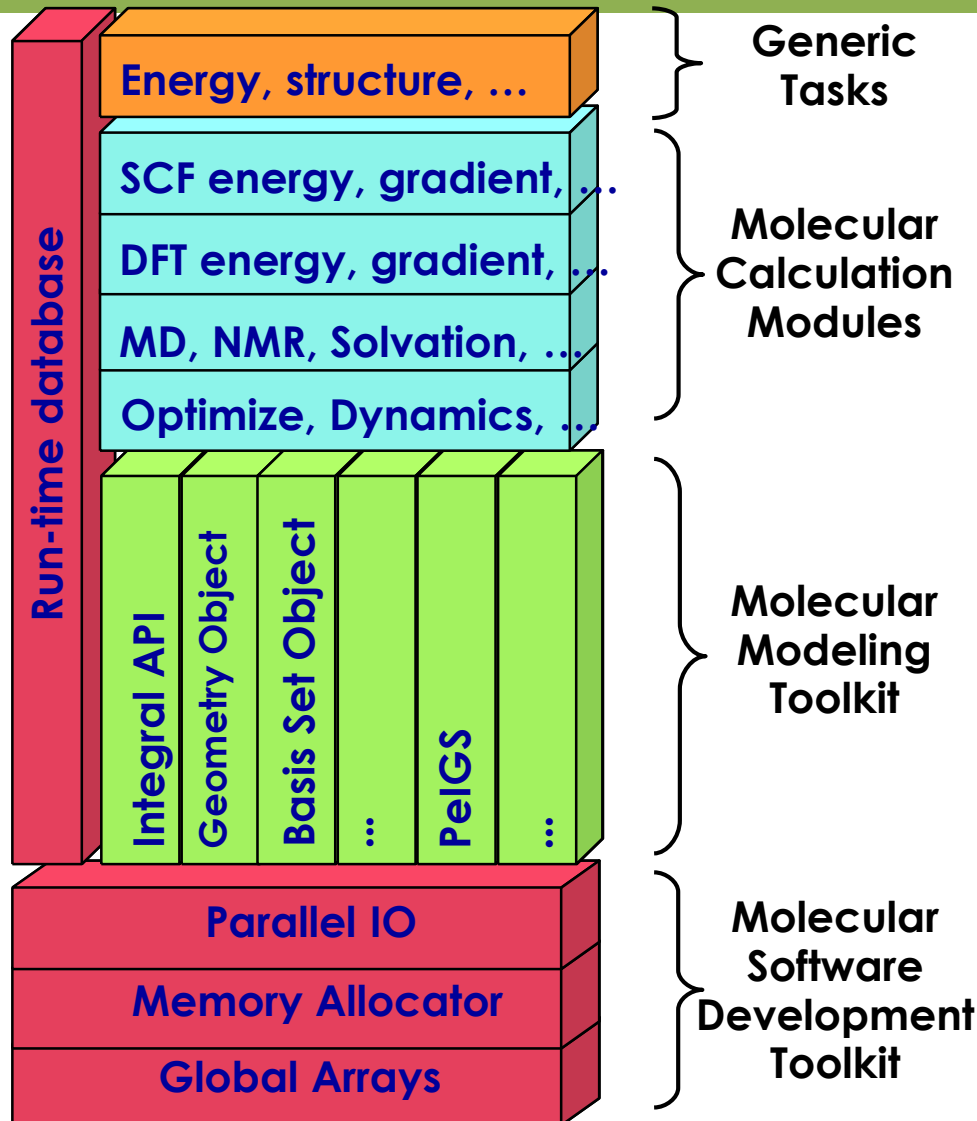 Run-time database
Energy, structure, …
SCF energy, gradient, …
DFT energy, gradient, …
MD, NMR, Solvation, …
Optimize, Dynamics, …
Integral API
Geometry Object
Basis Set Object
...
PeIGS
...
Parallel IO
Memory Allocator
Global Arrays
Generic
Tasks
Molecular
Calculation
Modules
Molecular
Modeling
Toolkit
Molecular
Software
Development
Toolkit